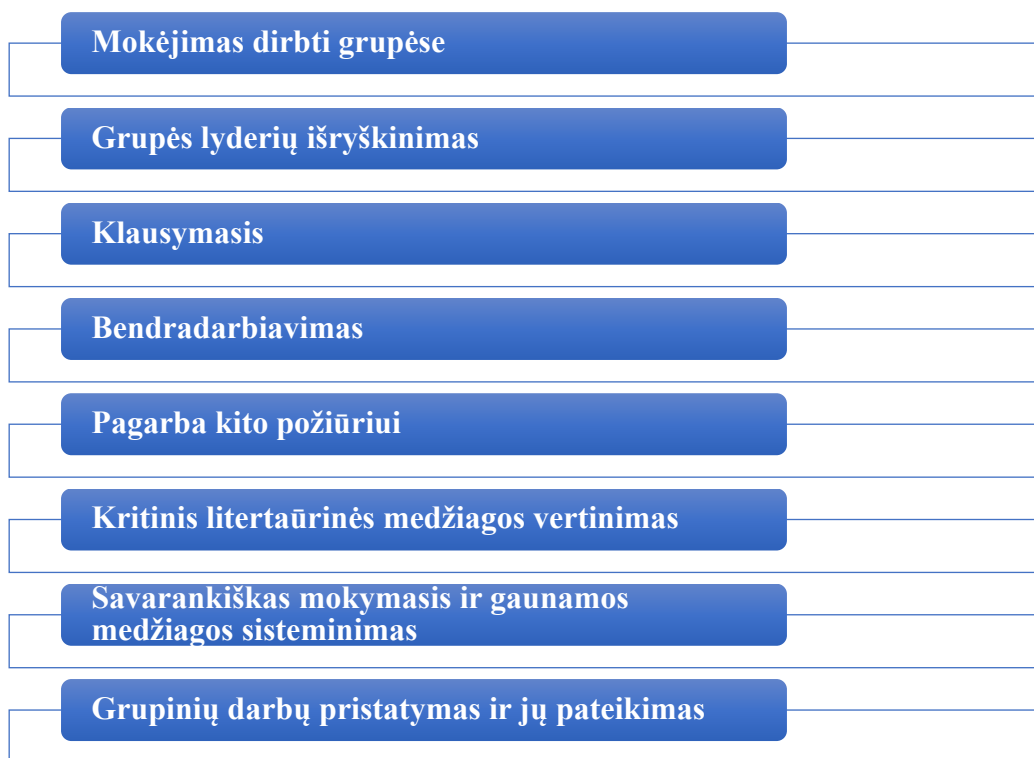 Mokėjimas dirbti grupėse
Grupės lyderių išryškinimas
Klausymasis
Bendradarbiavimas
Pagarba kito požiūriui
Kritinis litertaūrinės medžiagos vertinimas
Savarankiškas mokymasis ir gaunamos
medžiagos sisteminimas
Grupinių darbų pristatymas ir jų pateikimas